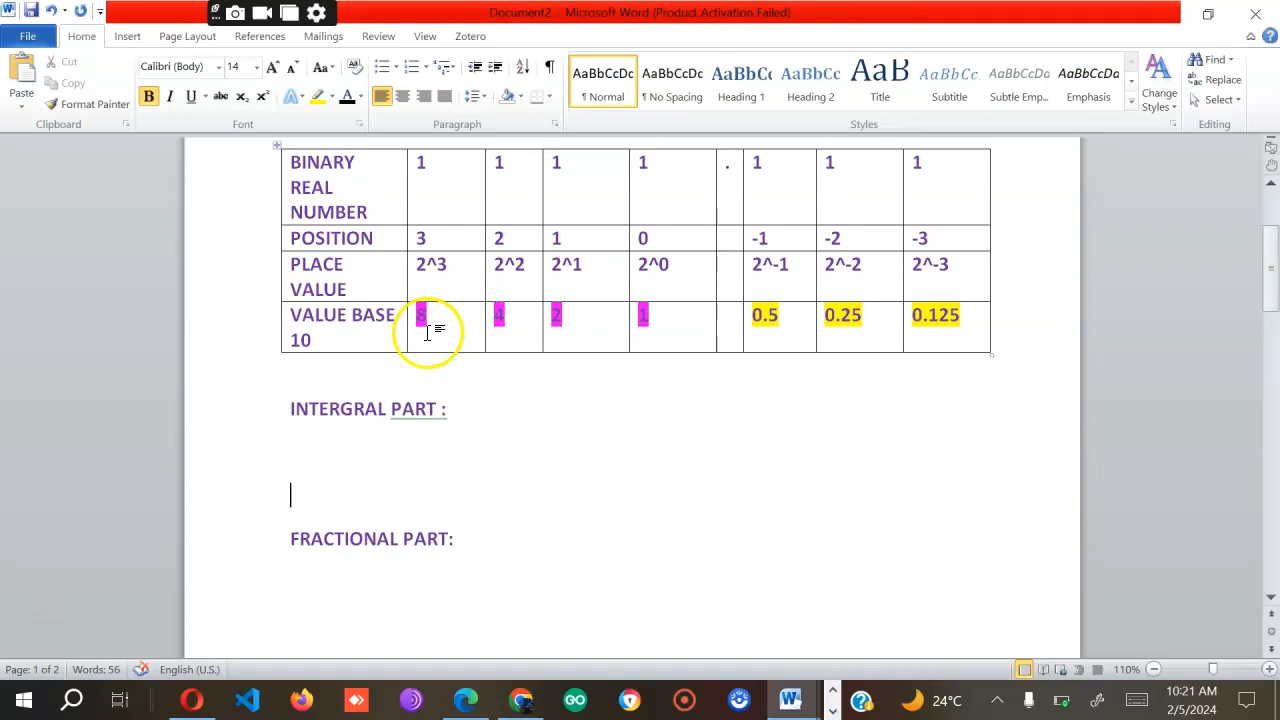 Document2 - Microsoft Word (Product Activation Failed)
File Home Insert Page Layout References Mailings Review View Zotero
Paste
Cut
Copy
Format Painter
Clipboard
Calibri (Body) 14
Font
Paragraph
AaBbCcDc AaBbCcDc AaBbCc AaBbCc AaB AaBbCc. AaBbCcDc AaBbCcDc
¶ Normal ¶ No Spacing Heading 1 Heading 2 Title Subtitle Subtle Emp... Emphasis
Change
Styles
Styles
Find
Replace
Select
Editing
BINARY REAL NUMBER 1 1 1 1 . 1 1 1
POSITION 3 2 1 0 -1 -2 -3
PLACE VALUE 2^3 2^2 2^1 2^0 2^-1 2^-2 2^-3
VALUE BASE 10 8 4 2 1 0.5 0.25 0.125
INTERGRAL PART :
FRACTIONAL PART:
Page: 1 of 2 Words: 56 English (U.S.) 110%
24°C
10:21 AM
2/5/2024